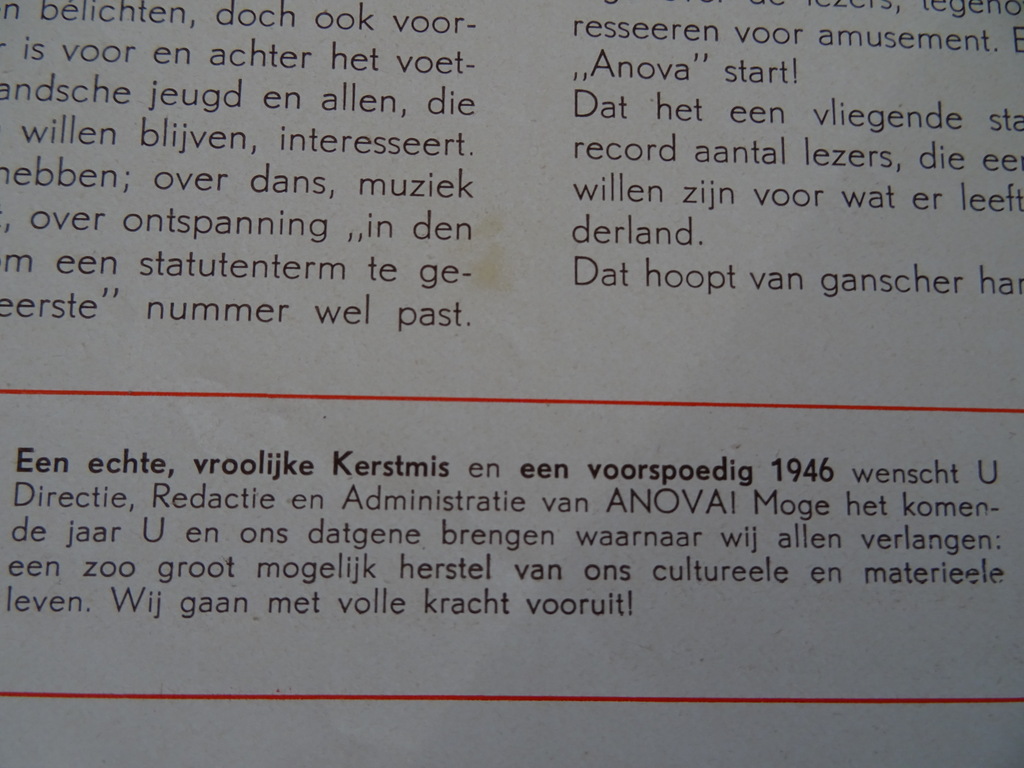 belichten, doch ook voor-
is voor en achter het voet-
jeugd en allen, die
willen blijven, interesseert.
hebben; over dans, muziek
over ontspanning ,,in den
een statutenterm te ge-
eerste" nummer wel past.
resseeren voor amusement.
,,Anova" start!
Dat het een vliegende
record aantal lezers, die
willen zijn voor wat er leeft
derland.
Dat hoopt van ganscher
Een echte, vroolijke Kerstmis en een voorspoedig 1946 wenscht U
Directie, Redactie en Administratie van ANOVA! Moge het komen-
de jaar U en ons datgene brengen waarnaar wij allen verlangen:
een zoo groot mogelijk herstel van ons cultureele en materieele
leven. Wij gaan met volle kracht vooruit!